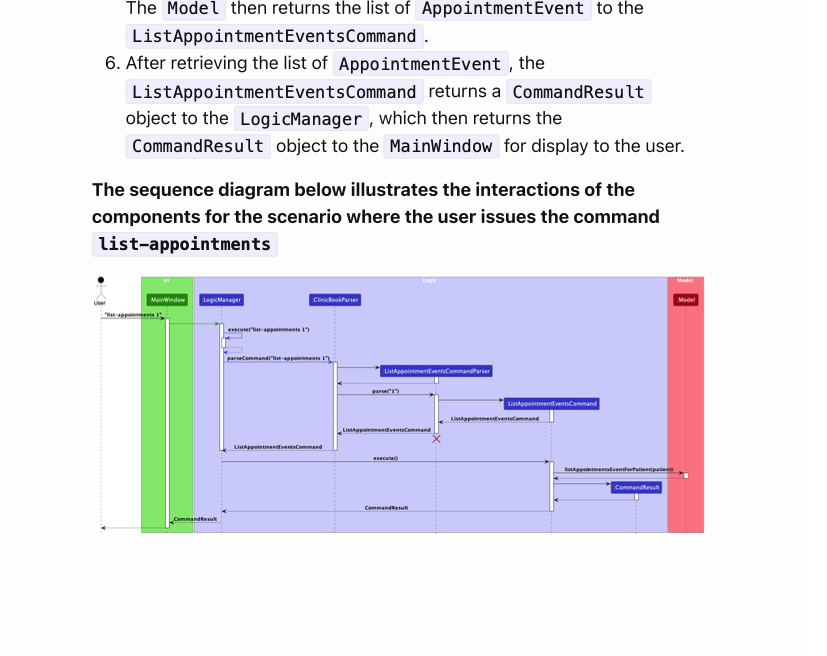 The Model then returns the list of AppointmentEvent to the
ListAppointmentEventsCommand.
6. After retrieving the list of AppointmentEvent, the
ListAppointmentEventsCommand returns a CommandResult
object to the LogicManager, which then returns the
CommandResult object to the MainWindow for display to the user.
The sequence diagram below illustrates the interactions of the
components for the scenario where the user issues the command
list-appointments
UI
Logic
Model
User
:MainWindow
:LogicManager
:ClinicBookParser
:Model
"list-appointments 1"
execute("list-appointments 1")
parseCommand("list-appointments 1")
:ListAppointmentEventsCommandParser
parse("1")
:ListAppointmentEventsCommand
ListAppointmentEventsCommand
ListAppointmentEventsCommand
ListAppointmentEventsCommand
execute()
listAppointmentsEventForPatient(patient)
:CommandResult
CommandResult
CommandResult